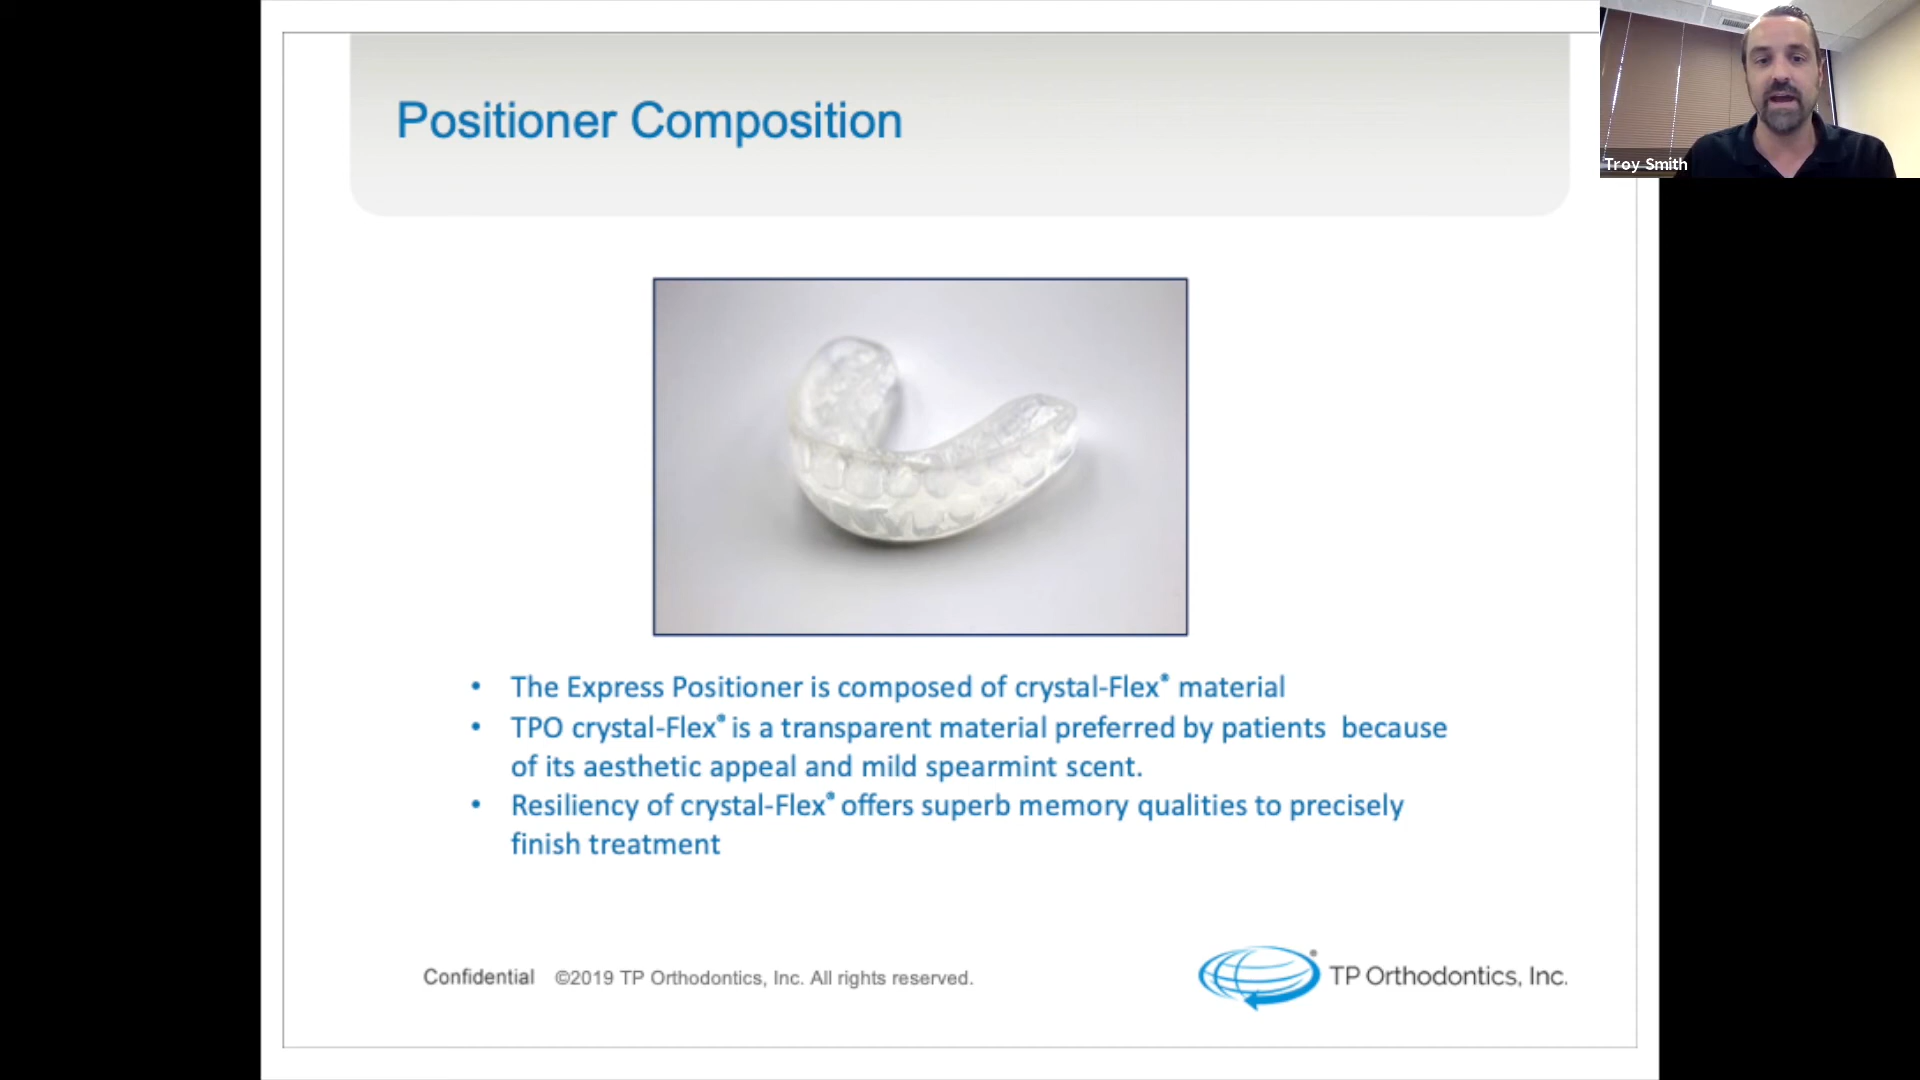 Positioner Composition
Troy Smith
• The Express Positioner is composed of crystal-Flex® material
• TPO crystal-Flex® is a transparent material preferred by patients  because
of its aesthetic appeal and mild spearmint scent.
• Resiliency of crystal-Flex® offers superb memory qualities to precisely
finish treatment
Confidential ©2019 TP Orthodontics, Inc. All rights reserved.
TP Orthodontics, Inc.